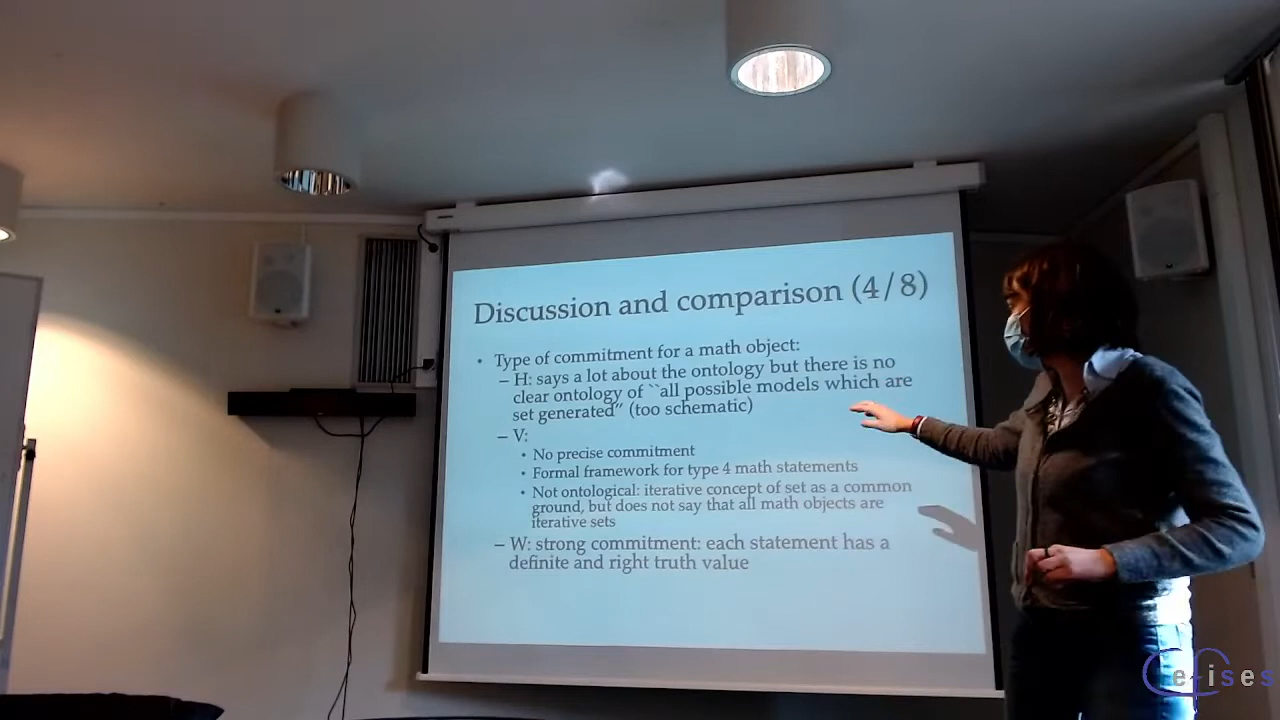 Discussion and comparison (4/8)
• Type of commitment for a math object:
– H: says a lot about the ontology but there is no
clear ontology of ``all possible models which are
set generated” (too schematic)
– V:
• No precise commitment
• Formal framework for type 4 math statements
• Not ontological: iterative concept of set as a common
ground, but does not say that all math objects are
iterative sets
– W: strong commitment: each statement has a
definite and right truth value
Cefises